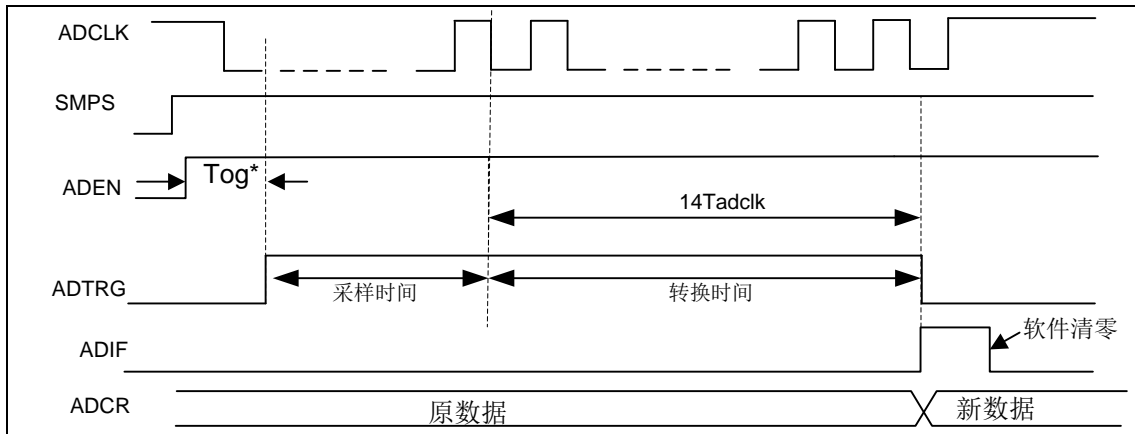 ADCLK
SMPS
ADEN
Tog*
14Tadclk
ADTRG
采样时间
转换时间
ADIF
软件清零
ADCR
原数据
新数据